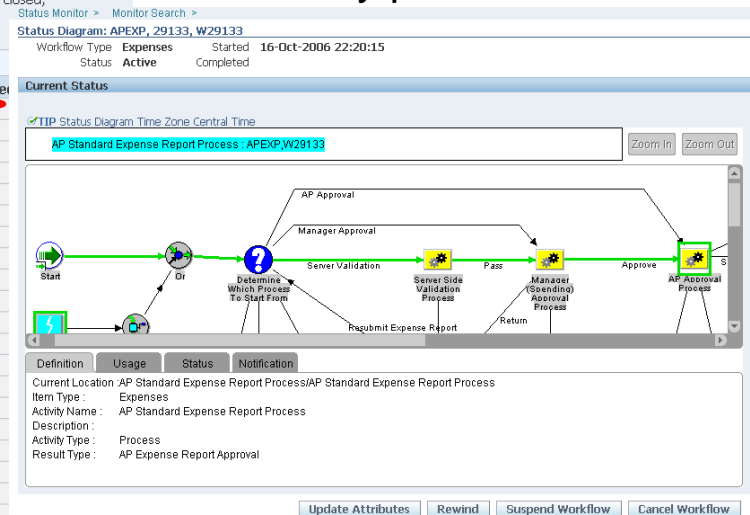 closed,
Status Monitor > Monitor Search >
Status Diagram: APEXP, 29133, W29133
Workflow Type Expenses Started 16-Oct-2006 22:20:15
Status Active Completed
Current Status
TIP Status Diagram Time Zone Central Time
AP Standard Expense Report Process : APEXP,W29133
Zoom In Zoom Out
AP Approval
Manager Approval
Start
Or
Server Validation
Pass
Approve
S
Determine
Which Process
To Start From
Server Side
Validation
Process
Manager
(Spending)
Approval
Process
AP Approval
Process
Resubmit Expense Report
Return
Definition Usage Status Notification
Current Location :AP Standard Expense Report Process/AP Standard Expense Report Process
Item Type : Expenses
Activity Name : AP Standard Expense Report Process
Description :
Activity Type : Process
Result Type : AP Expense Report Approval
Update Attributes Rewind Suspend Workflow Cancel Workflow